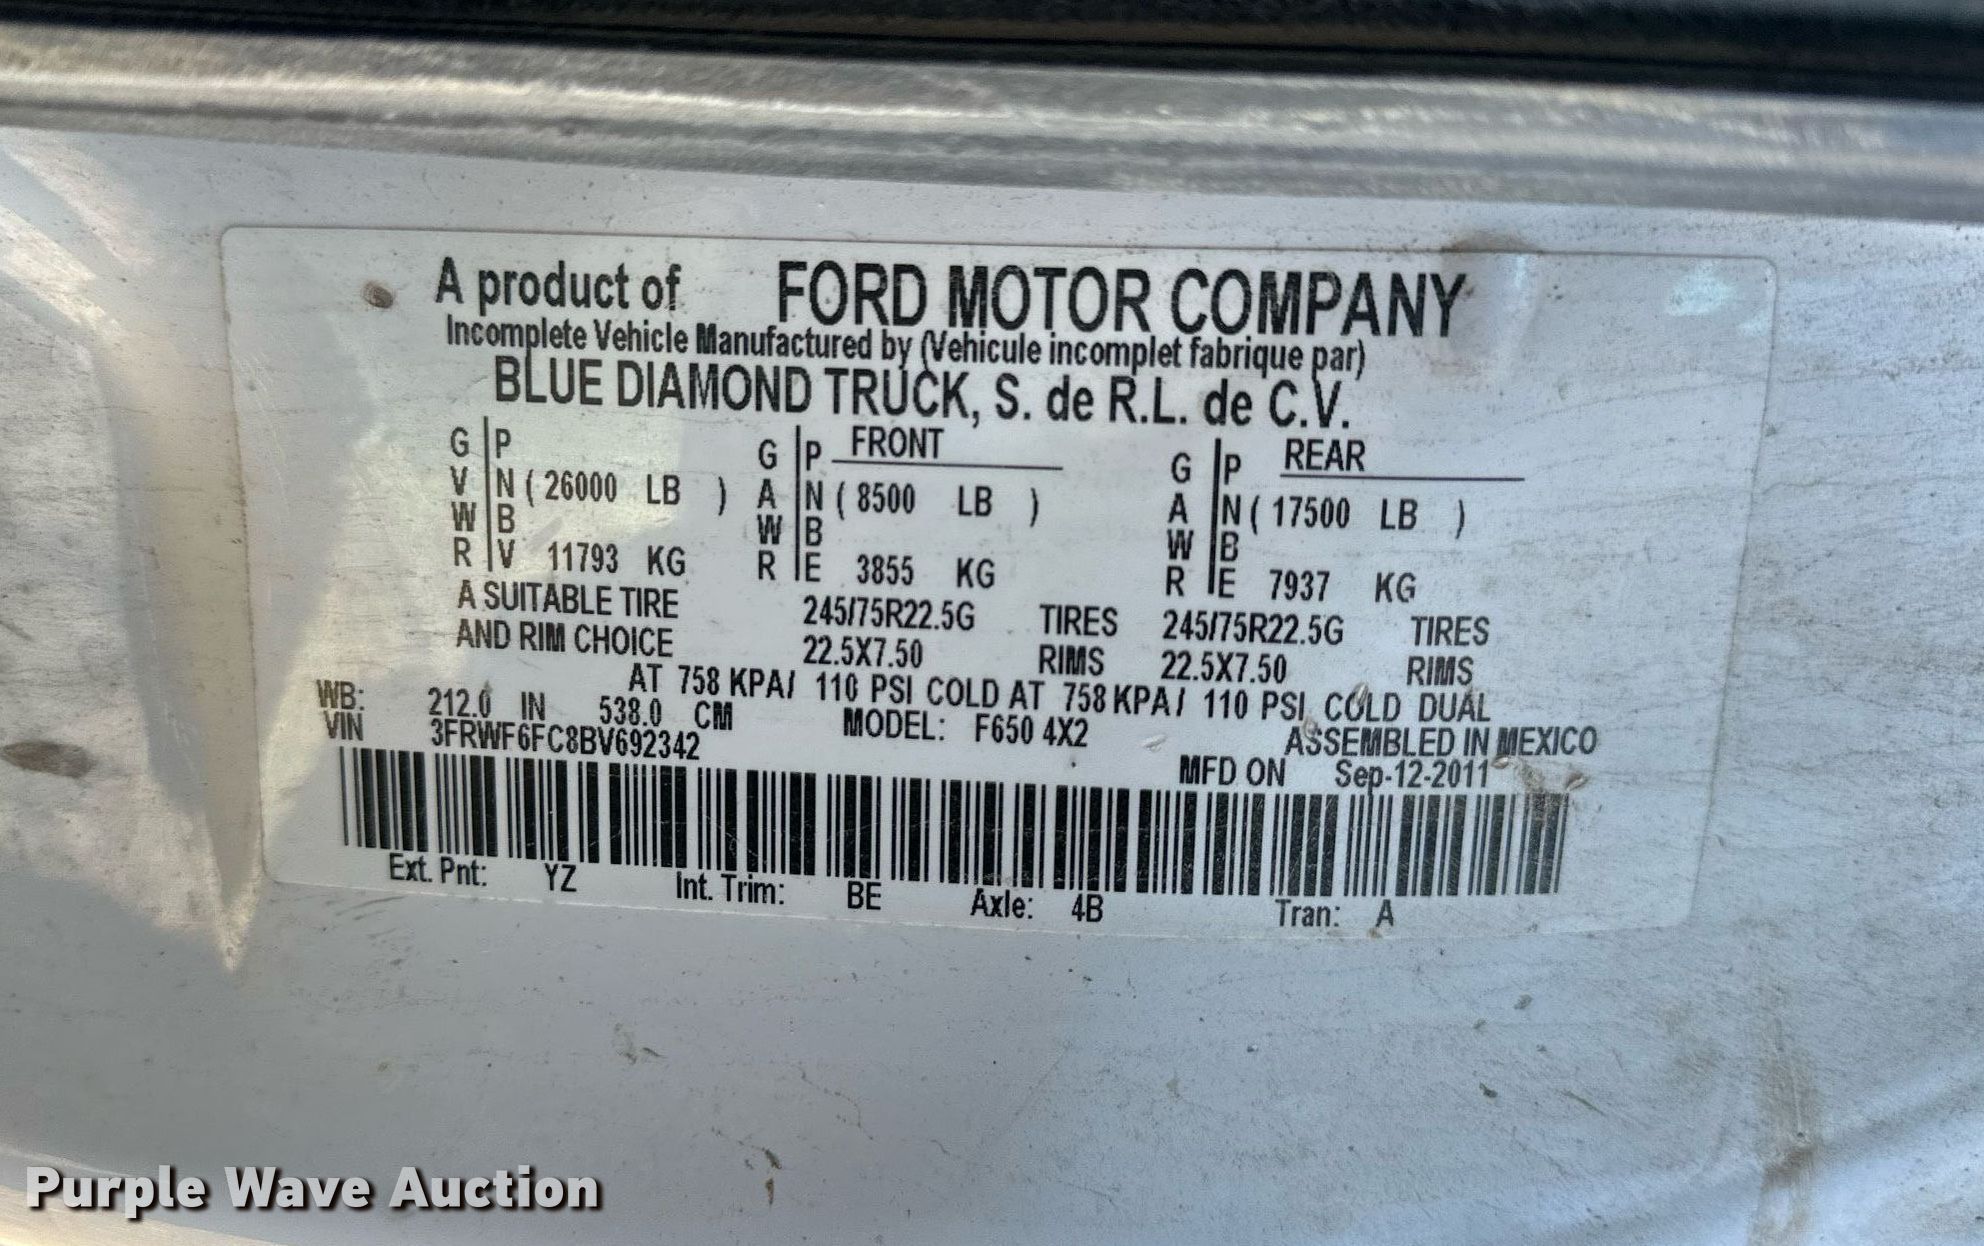 A product of FORD MOTOR COMPANY
Incomplete Vehicle Manufactured by (Vehicule incomplet fabrique par)
BLUE DIAMOND TRUCK, S. de R.L. de C.V.
G P G P FRONT G P REAR
V N ( 26000 LB ) A N ( 8500 LB ) A N ( 17500 LB )
W B W B W B
R V 11793 KG R E 3855 KG R E 7937 KG
A SUITABLE TIRE 245/75R22.5G TIRES 245/75R22.5G TIRES
AND RIM CHOICE 22.5X7.50 RIMS 22.5X7.50 RIMS
AT 758 KPA/ 110 PSI COLD AT 758 KPA/ 110 PSI COLD DUAL
WB: 212.0 IN 538.0 CM MODEL: F650 4X2 ASSEMBLED IN MEXICO
VIN 3FRWF6FC8BV692342 MFD ON Sep-12-2011
Ext. Pnt: YZ Int. Trim: BE Axle: 4B Tran: A
Purple Wave Auction